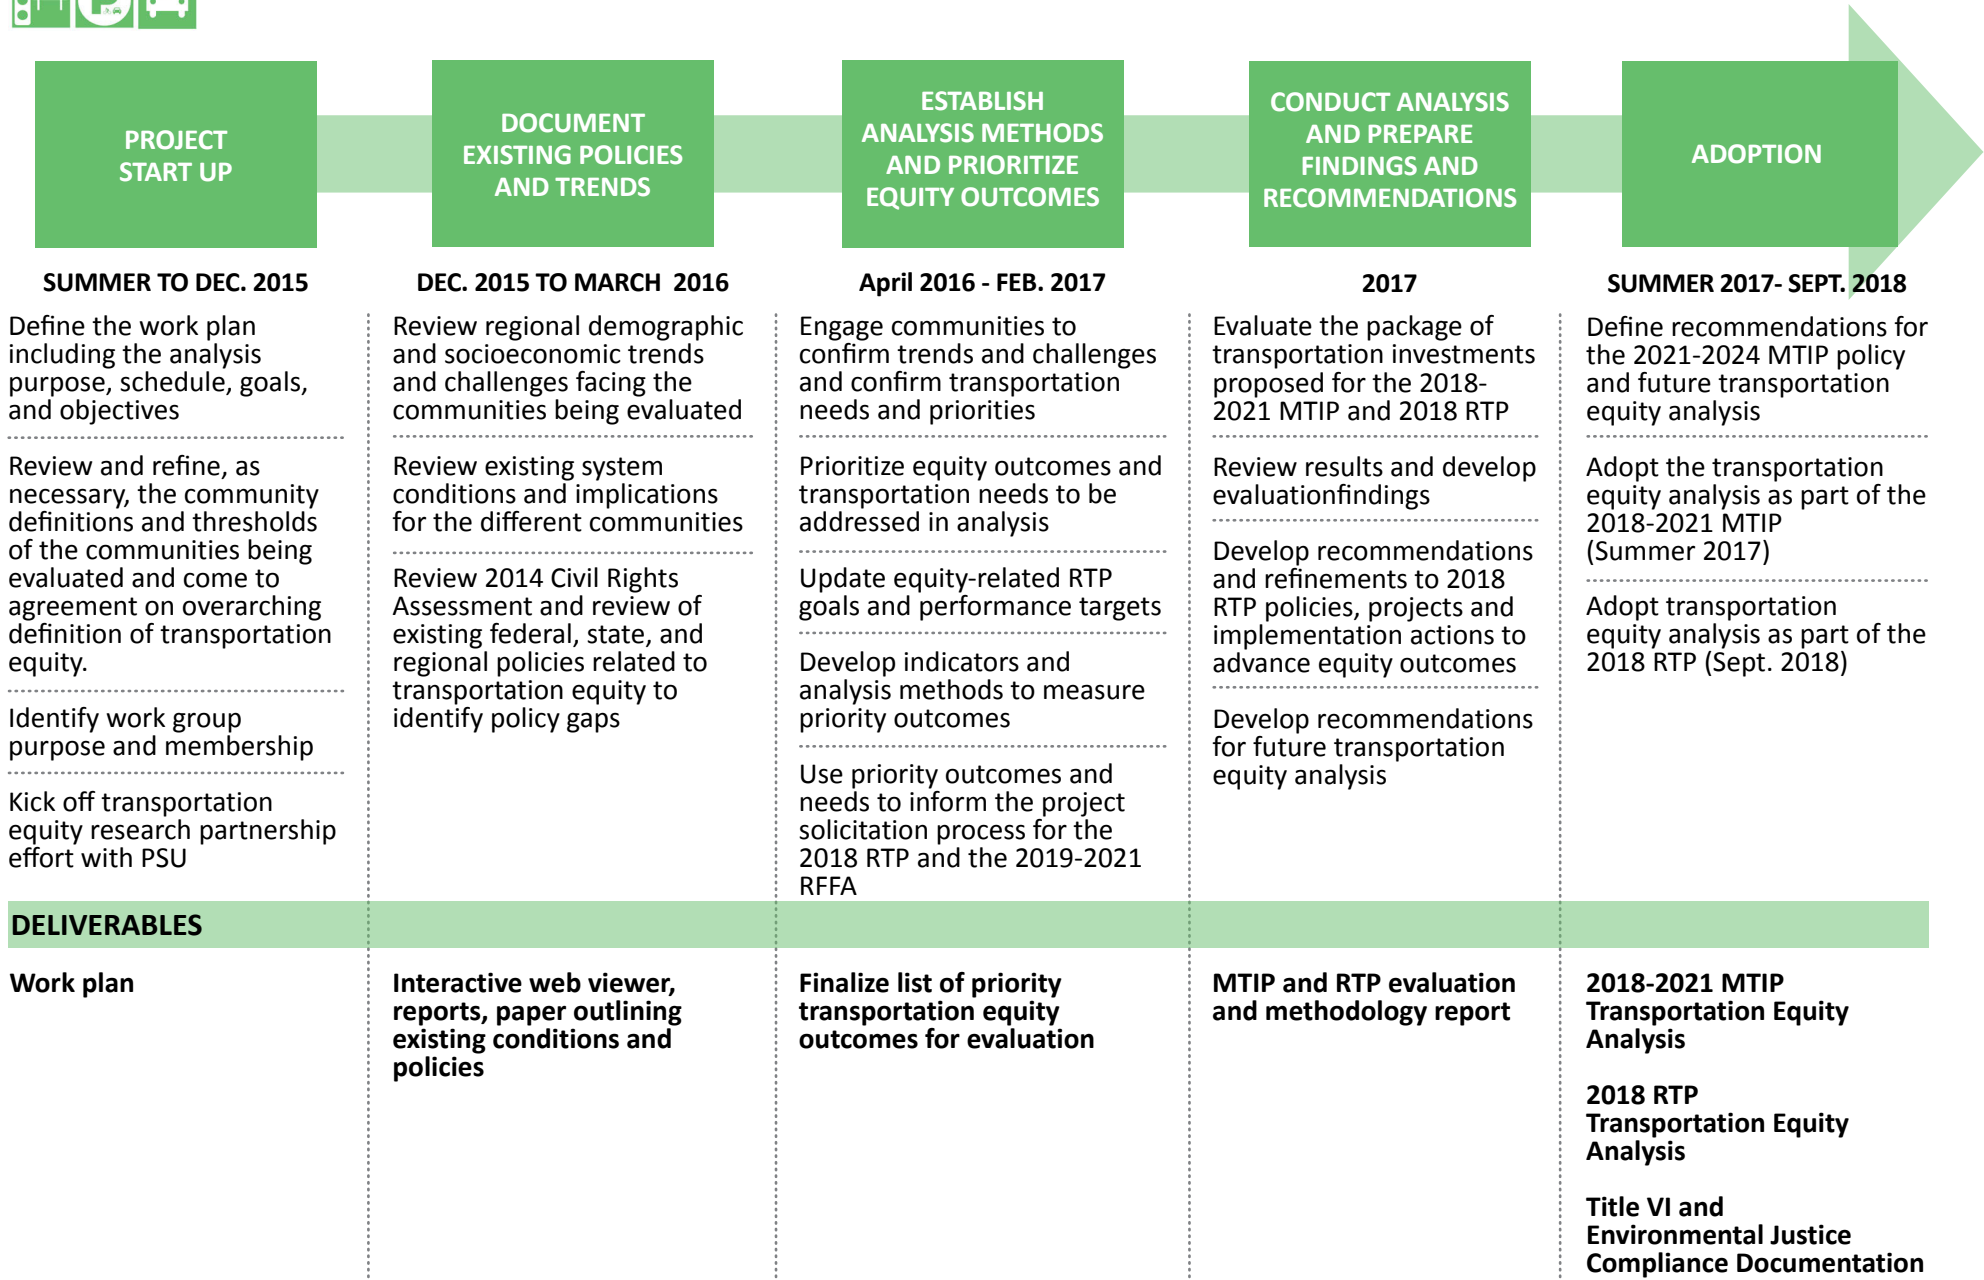 PROJECT
START UP
DOCUMENT
EXISTING POLICIES
AND TRENDS
ESTABLISH
ANALYSIS METHODS
AND PRIORITIZE
EQUITY OUTCOMES
CONDUCT ANALYSIS
AND PREPARE
FINDINGS AND
RECOMMENDATIONS
ADOPTION
SUMMER TO DEC. 2015
Define the work plan
including the analysis
purpose, schedule, goals,
and objectives
Review and refine, as
necessary, the community
definitions and thresholds
of the communities being
evaluated and come to
agreement on overarching
definition of transportation
equity.
Identify work group
purpose and membership
Kick off transportation
equity research partnership
effort with PSU
DEC. 2015 TO MARCH 2016
Review regional demographic
and socioeconomic trends
and challenges facing the
communities being evaluated
Review existing system
conditions and implications
for the different communities
Review 2014 Civil Rights
Assessment and review of
existing federal, state, and
regional policies related to
transportation equity to
identify policy gaps
April 2016 - FEB. 2017
Engage communities to
confirm trends and challenges
and confirm transportation
needs and priorities
Prioritize equity outcomes and
transportation needs to be
addressed in analysis
Update equity-related RTP
goals and performance targets
Develop indicators and
analysis methods to measure
priority outcomes
Use priority outcomes and
needs to inform the project
solicitation process for the
2018 RTP and the 2019-2021
RFFA
2017
Evaluate the package of
transportation investments
proposed for the 2018-
2021 MTIP and 2018 RTP
Review results and develop
evaluationfindings
Develop recommendations
and refinements to 2018
RTP policies, projects and
implementation actions to
advance equity outcomes
Develop recommendations
for future transportation
equity analysis
SUMMER 2017- SEPT. 2018
Define recommendations for
the 2021-2024 MTIP policy
and future transportation
equity analysis
Adopt the transportation
equity analysis as part of the
2018-2021 MTIP
(Summer 2017)
Adopt transportation
equity analysis as part of the
2018 RTP (Sept. 2018)
DELIVERABLES
Work plan
Interactive web viewer,
reports, paper outlining
existing conditions and
policies
Finalize list of priority
transportation equity
outcomes for evaluation
MTIP and RTP evaluation
and methodology report
2018-2021 MTIP
Transportation Equity
Analysis
2018 RTP
Transportation Equity
Analysis
Title VI and
Environmental Justice
Compliance Documentation